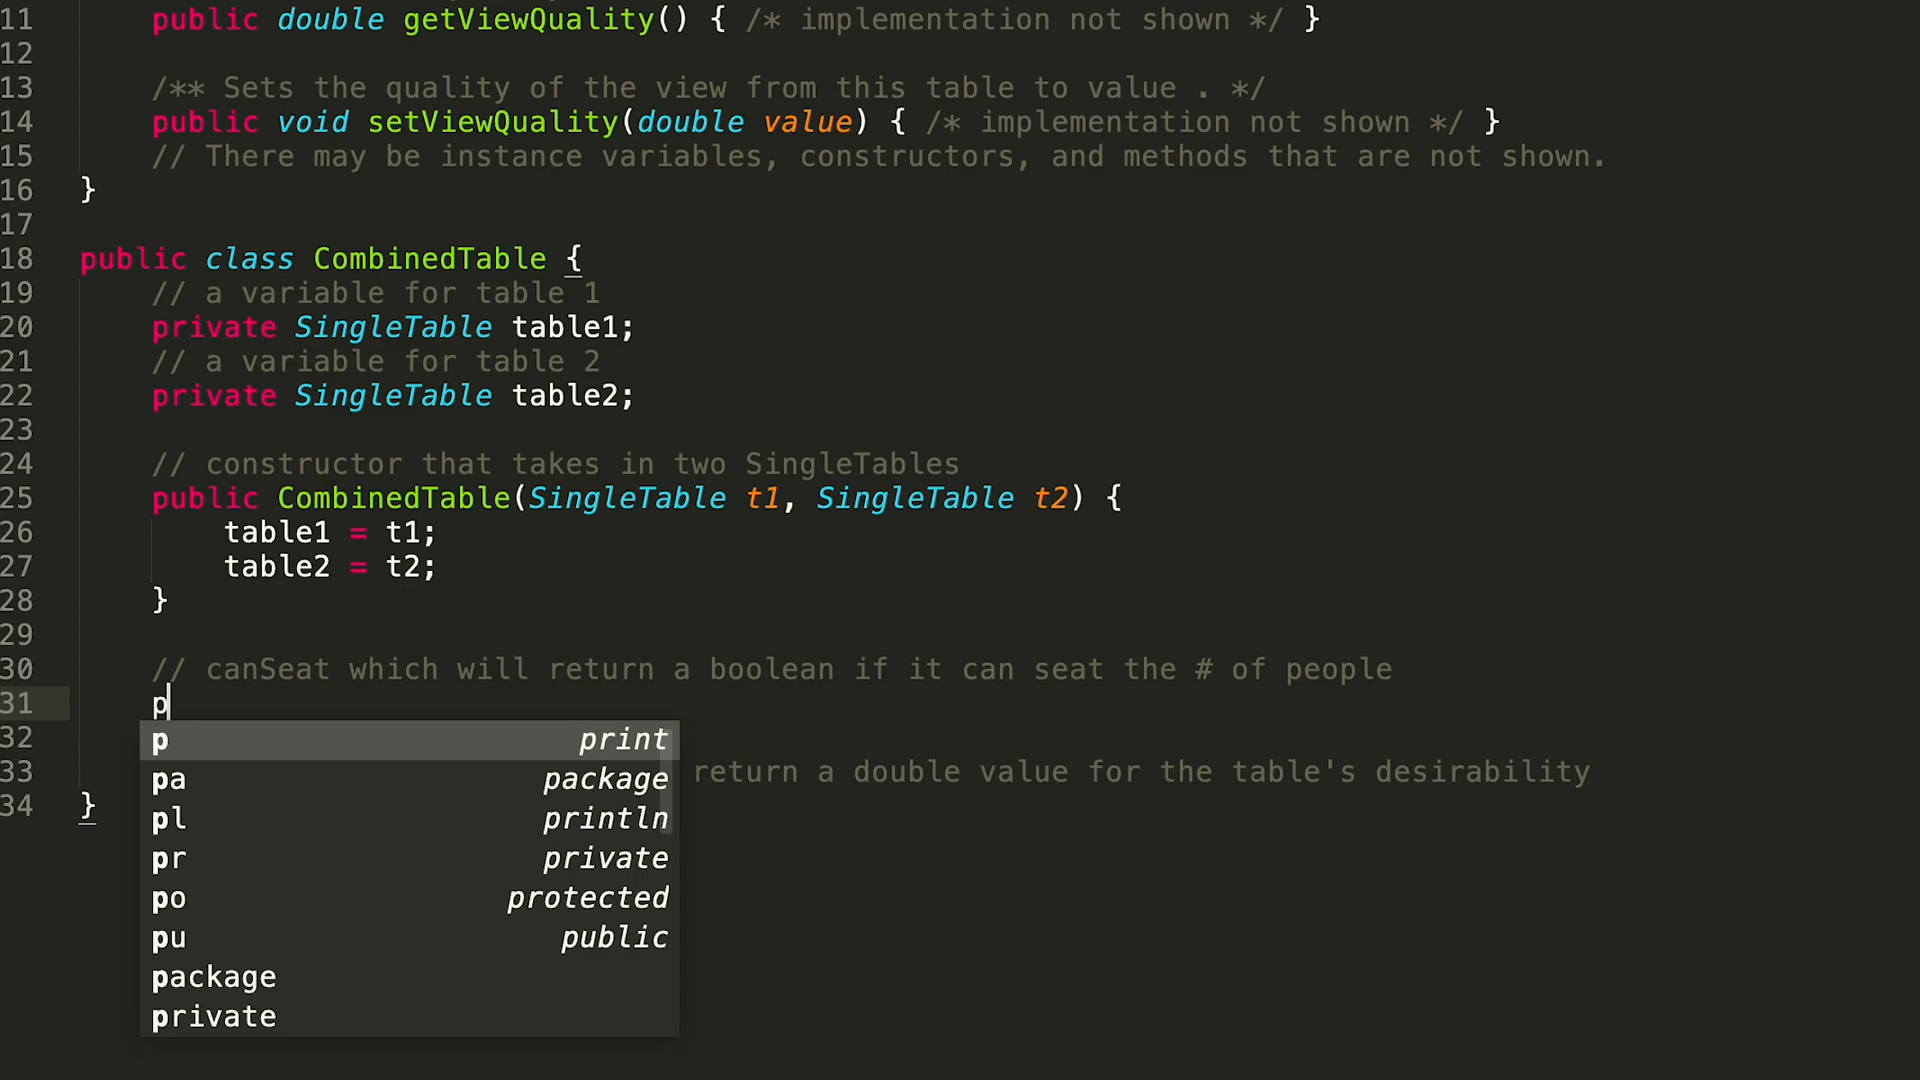 11 public double getViewQuality() { /* implementation not shown */ }
12
13 /** Sets the quality of the view from this table to value . */
14 public void setViewQuality(double value) { /* implementation not shown */ }
15 // There may be instance variables, constructors, and methods that are not shown.
16 }
17
18 public class CombinedTable {
19 // a variable for table 1
20 private SingleTable table1;
21 // a variable for table 2
22 private SingleTable table2;
23
24 // constructor that takes in two SingleTables
25 public CombinedTable(SingleTable t1, SingleTable t2) {
26 table1 = t1;
27 table2 = t2;
28 }
29
30 // canSeat which will return a boolean if it can seat the # of people
31 p
32
33 return a double value for the table's desirability
34 }
p print
pa package
pl println
pr private
po protected
pu public
package
private